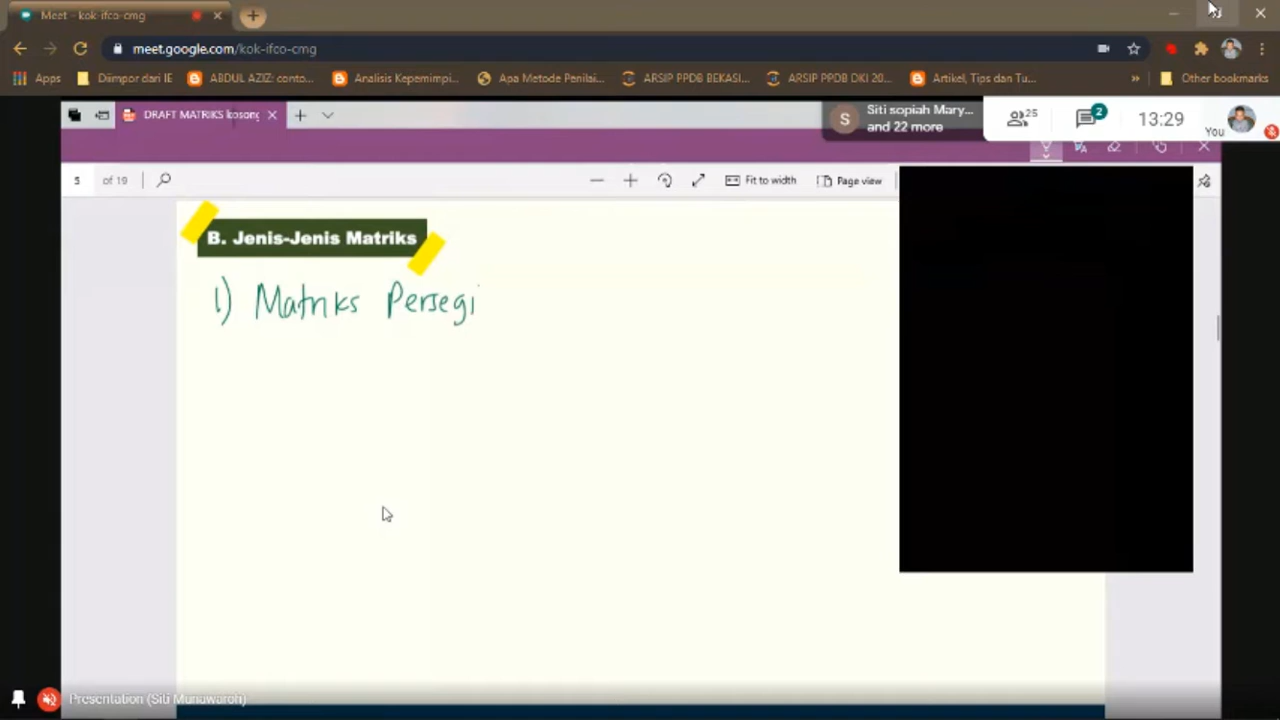 Meet - kok-ifco-cmg
meet.google.com/kok-ifco-cmg
Apps
Diimpor dari IE
ABDUL AZIZ: conto...
Analisis Kepemimpi...
Apa Metode Penilai...
ARSIP PPDB BEKASI...
ARSIP PPDB DKI 20...
Artikel, Tips dan Tu...
Other bookmarks
DRAFT MATRIKS kosong
S
Siti sopiah Mary...
and 22 more
25
2
13:29
You
5 of 19
Fit to width
Page view
B. Jenis-Jenis Matriks
1) Matriks Persegi
Presentation (Siti Munawaroh)